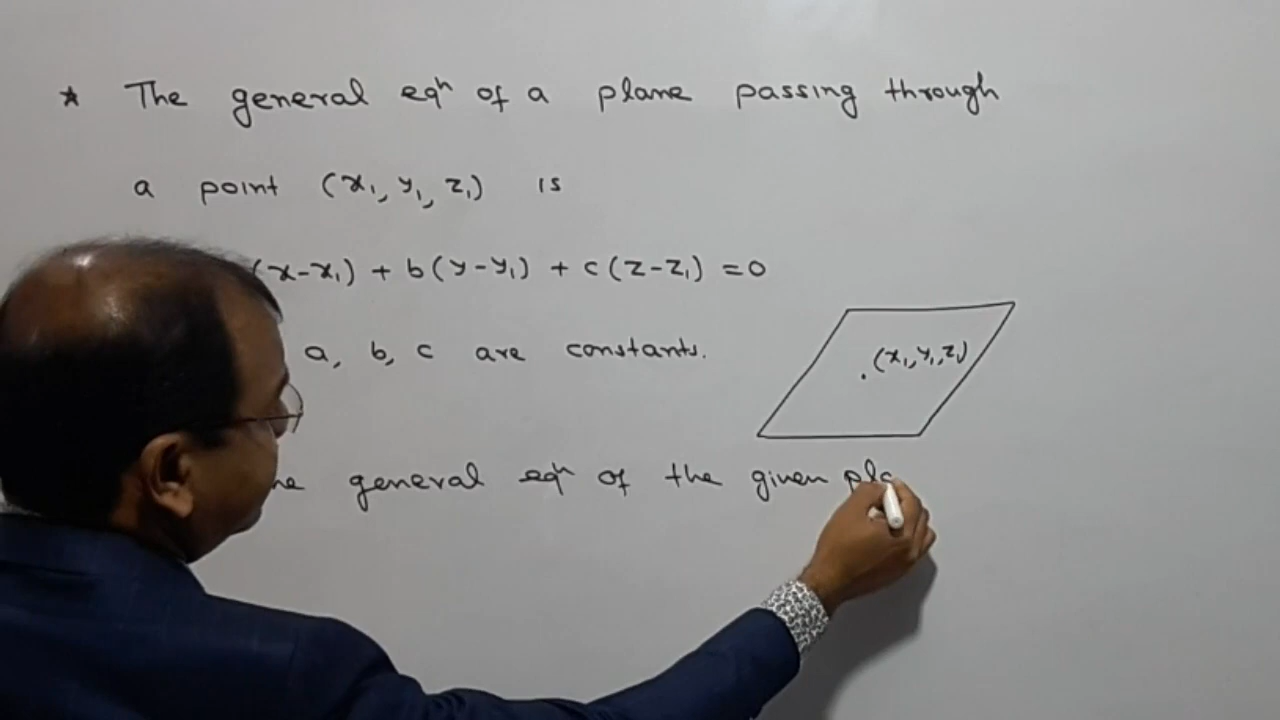 * The general eqn of a plane passing through
a point (x₁, y₁, z₁) is
(x-x₁) + b(y-y₁) + c(z-z₁) = 0
a, b, c are constants.
.(x₁, y₁, z₁)
general eqn of the given